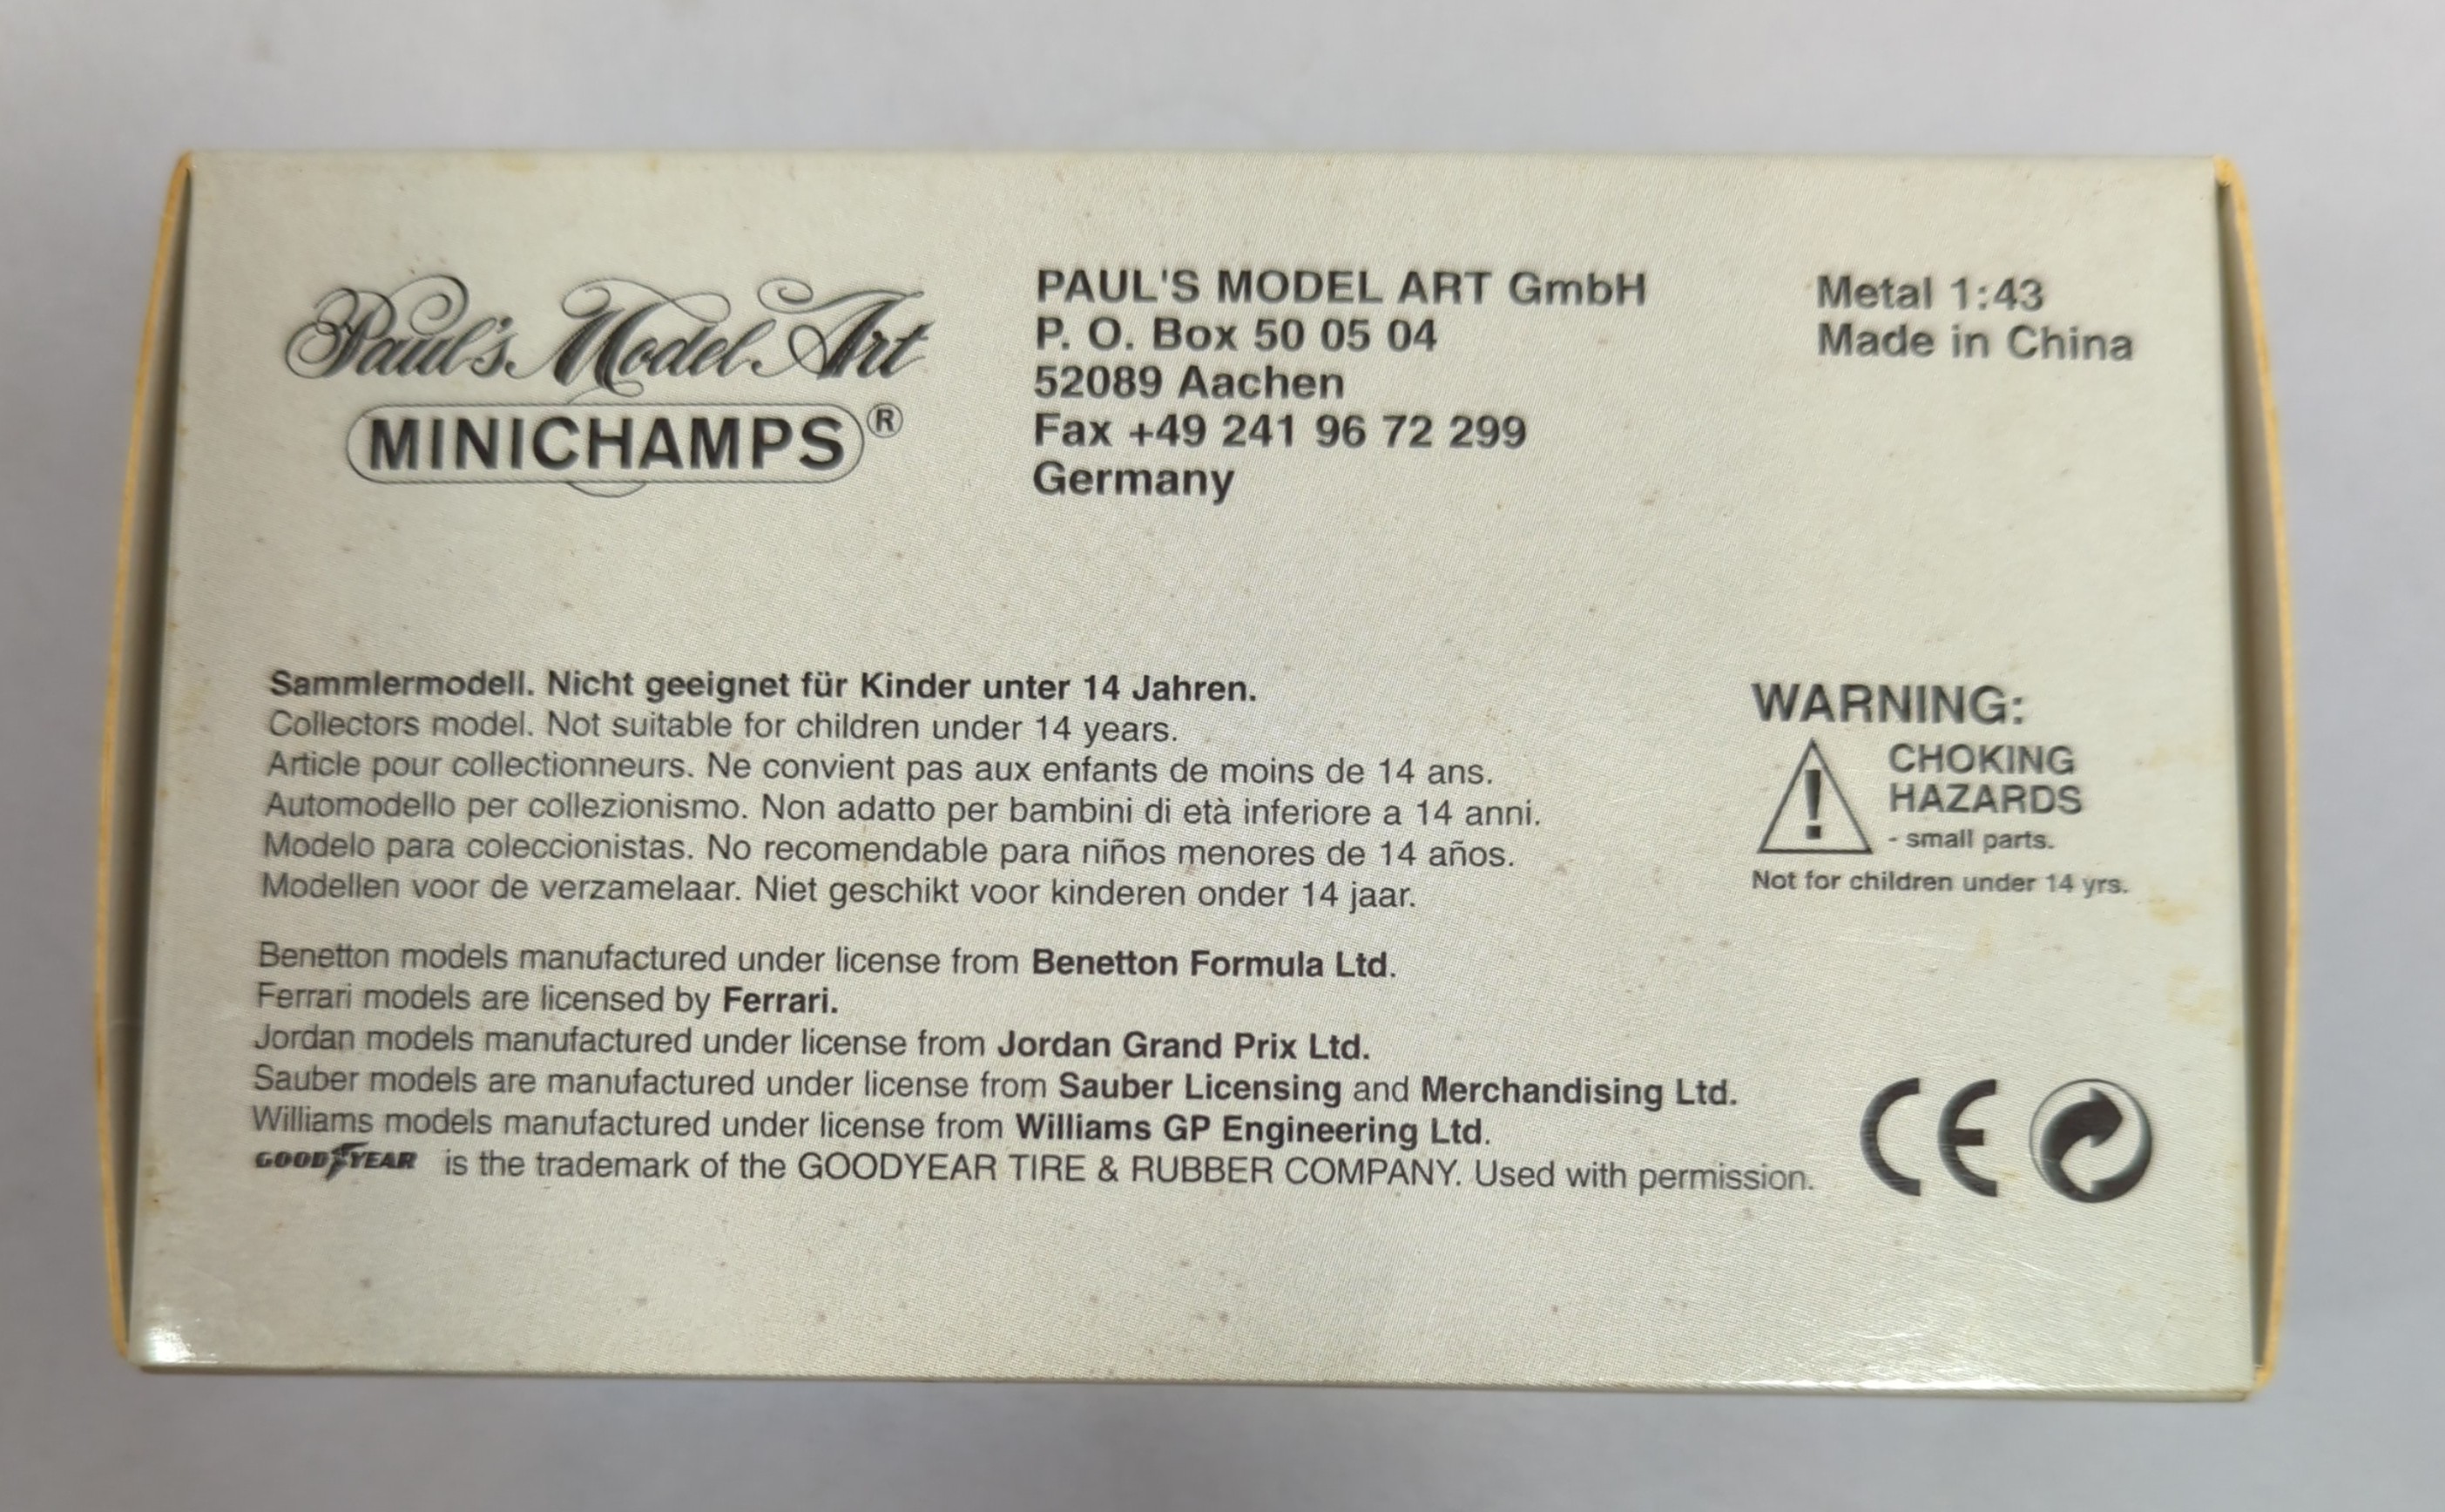 Paul's Model Art
MINICHAMPS®
PAUL'S MODEL ART GmbH
P. O. Box 50 05 04
52089 Aachen
Fax +49 241 96 72 299
Germany
Metal 1:43
Made in China
Sammlermodell. Nicht geeignet für Kinder unter 14 Jahren.
Collectors model. Not suitable for children under 14 years.
Article pour collectionneurs. Ne convient pas aux enfants de moins de 14 ans.
Automodello per collezionismo. Non adatto per bambini di età inferiore a 14 anni.
Modelo para coleccionistas. No recomendable para niños menores de 14 años.
Modellen voor de verzamelaar. Niet geschikt voor kinderen onder 14 jaar.
WARNING:
CHOKING
HAZARDS
- small parts.
Not for children under 14 yrs.
Benetton models manufactured under license from Benetton Formula Ltd.
Ferrari models are licensed by Ferrari.
Jordan models manufactured under license from Jordan Grand Prix Ltd.
Sauber models are manufactured under license from Sauber Licensing and Merchandising Ltd.
Williams models manufactured under license from Williams GP Engineering Ltd.
GOODYEAR is the trademark of the GOODYEAR TIRE & RUBBER COMPANY. Used with permission.
CE